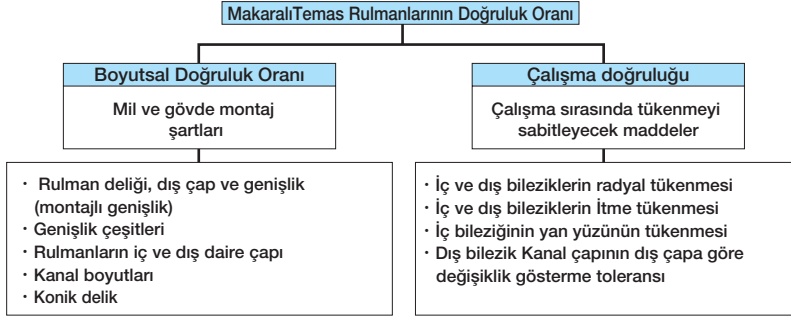 MakaralıTemas Rulmanlarının Doğruluk Oranı
Boyutsal Doğruluk Oranı
Mil ve gövde montaj
şartları
· Rulman deliği, dış çap ve genişlik
(montajlı genişlik)
· Genişlik çeşitleri
· Rulmanların iç ve dış daire çapı
· Kanal boyutları
· Konik delik
Çalışma doğruluğu
Çalışma sırasında tükenmeyi
sabitleyecek maddeler
· İç ve dış bileziklerin radyal tükenmesi
· İç ve dış bileziklerin İtme tükenmesi
· İç bileziğinin yan yüzünün tükenmesi
· Dış bilezik Kanal çapının dış çapa göre
değişiklik gösterme toleransı